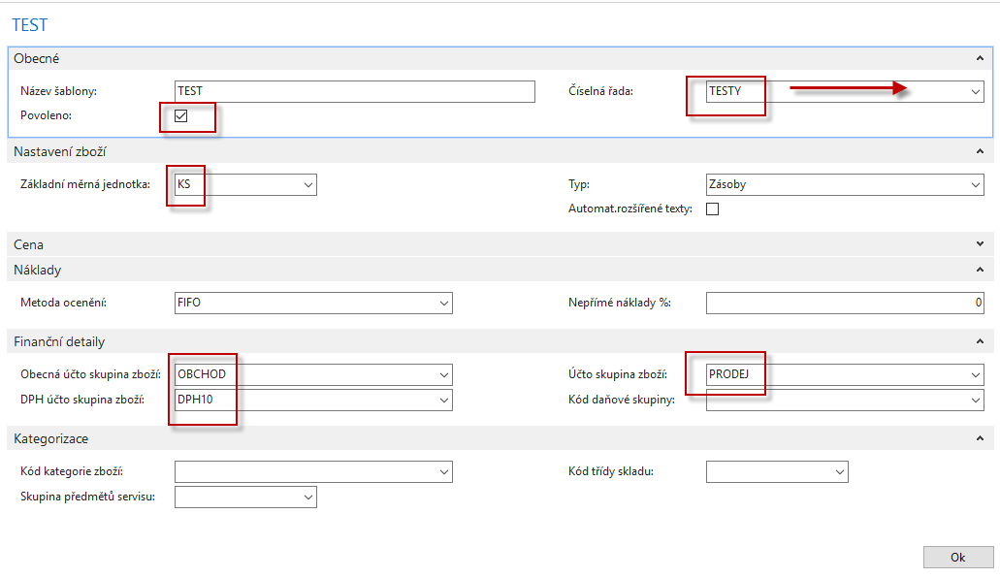 TEST
Obecné
Název šablony: TEST Číselná řada: TESTY
Povoleno:
Nastavení zboží
Základní měrná jednotka: KS Typ: Zásoby
Automat.rozšířené texty:
Cena
Náklady
Metoda ocenění: FIFO Nepřímé náklady %: 0
Finanční detaily
Obecná účto skupina zboží: OBCHOD Účto skupina zboží: PRODEJ
DPH účto skupina zboží: DPH10 Kód daňové skupiny:
Kategorizace
Kód kategorie zboží: Kód třídy skladu:
Skupina předmětů servisu:
Ok